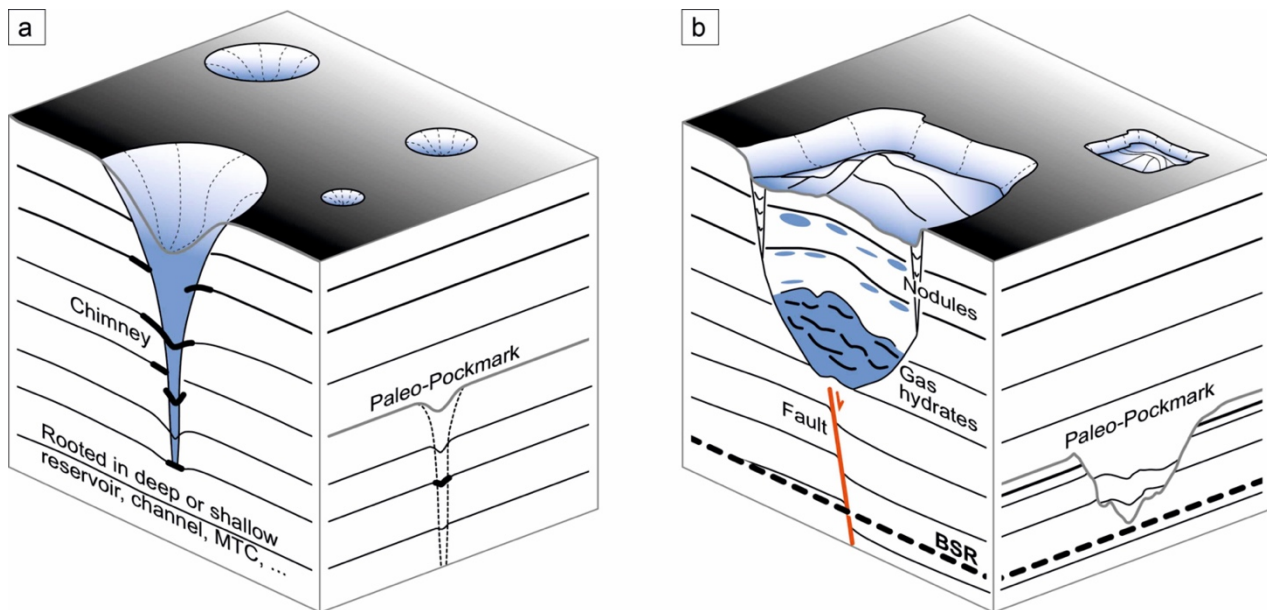 a
Chimney
Rooted in deep or shallow
reservoir, channel, MTC, ...
Paleo-Pockmark
b
Nodules
Gas
hydrates
Fault
BSR
Paleo-Pockmark